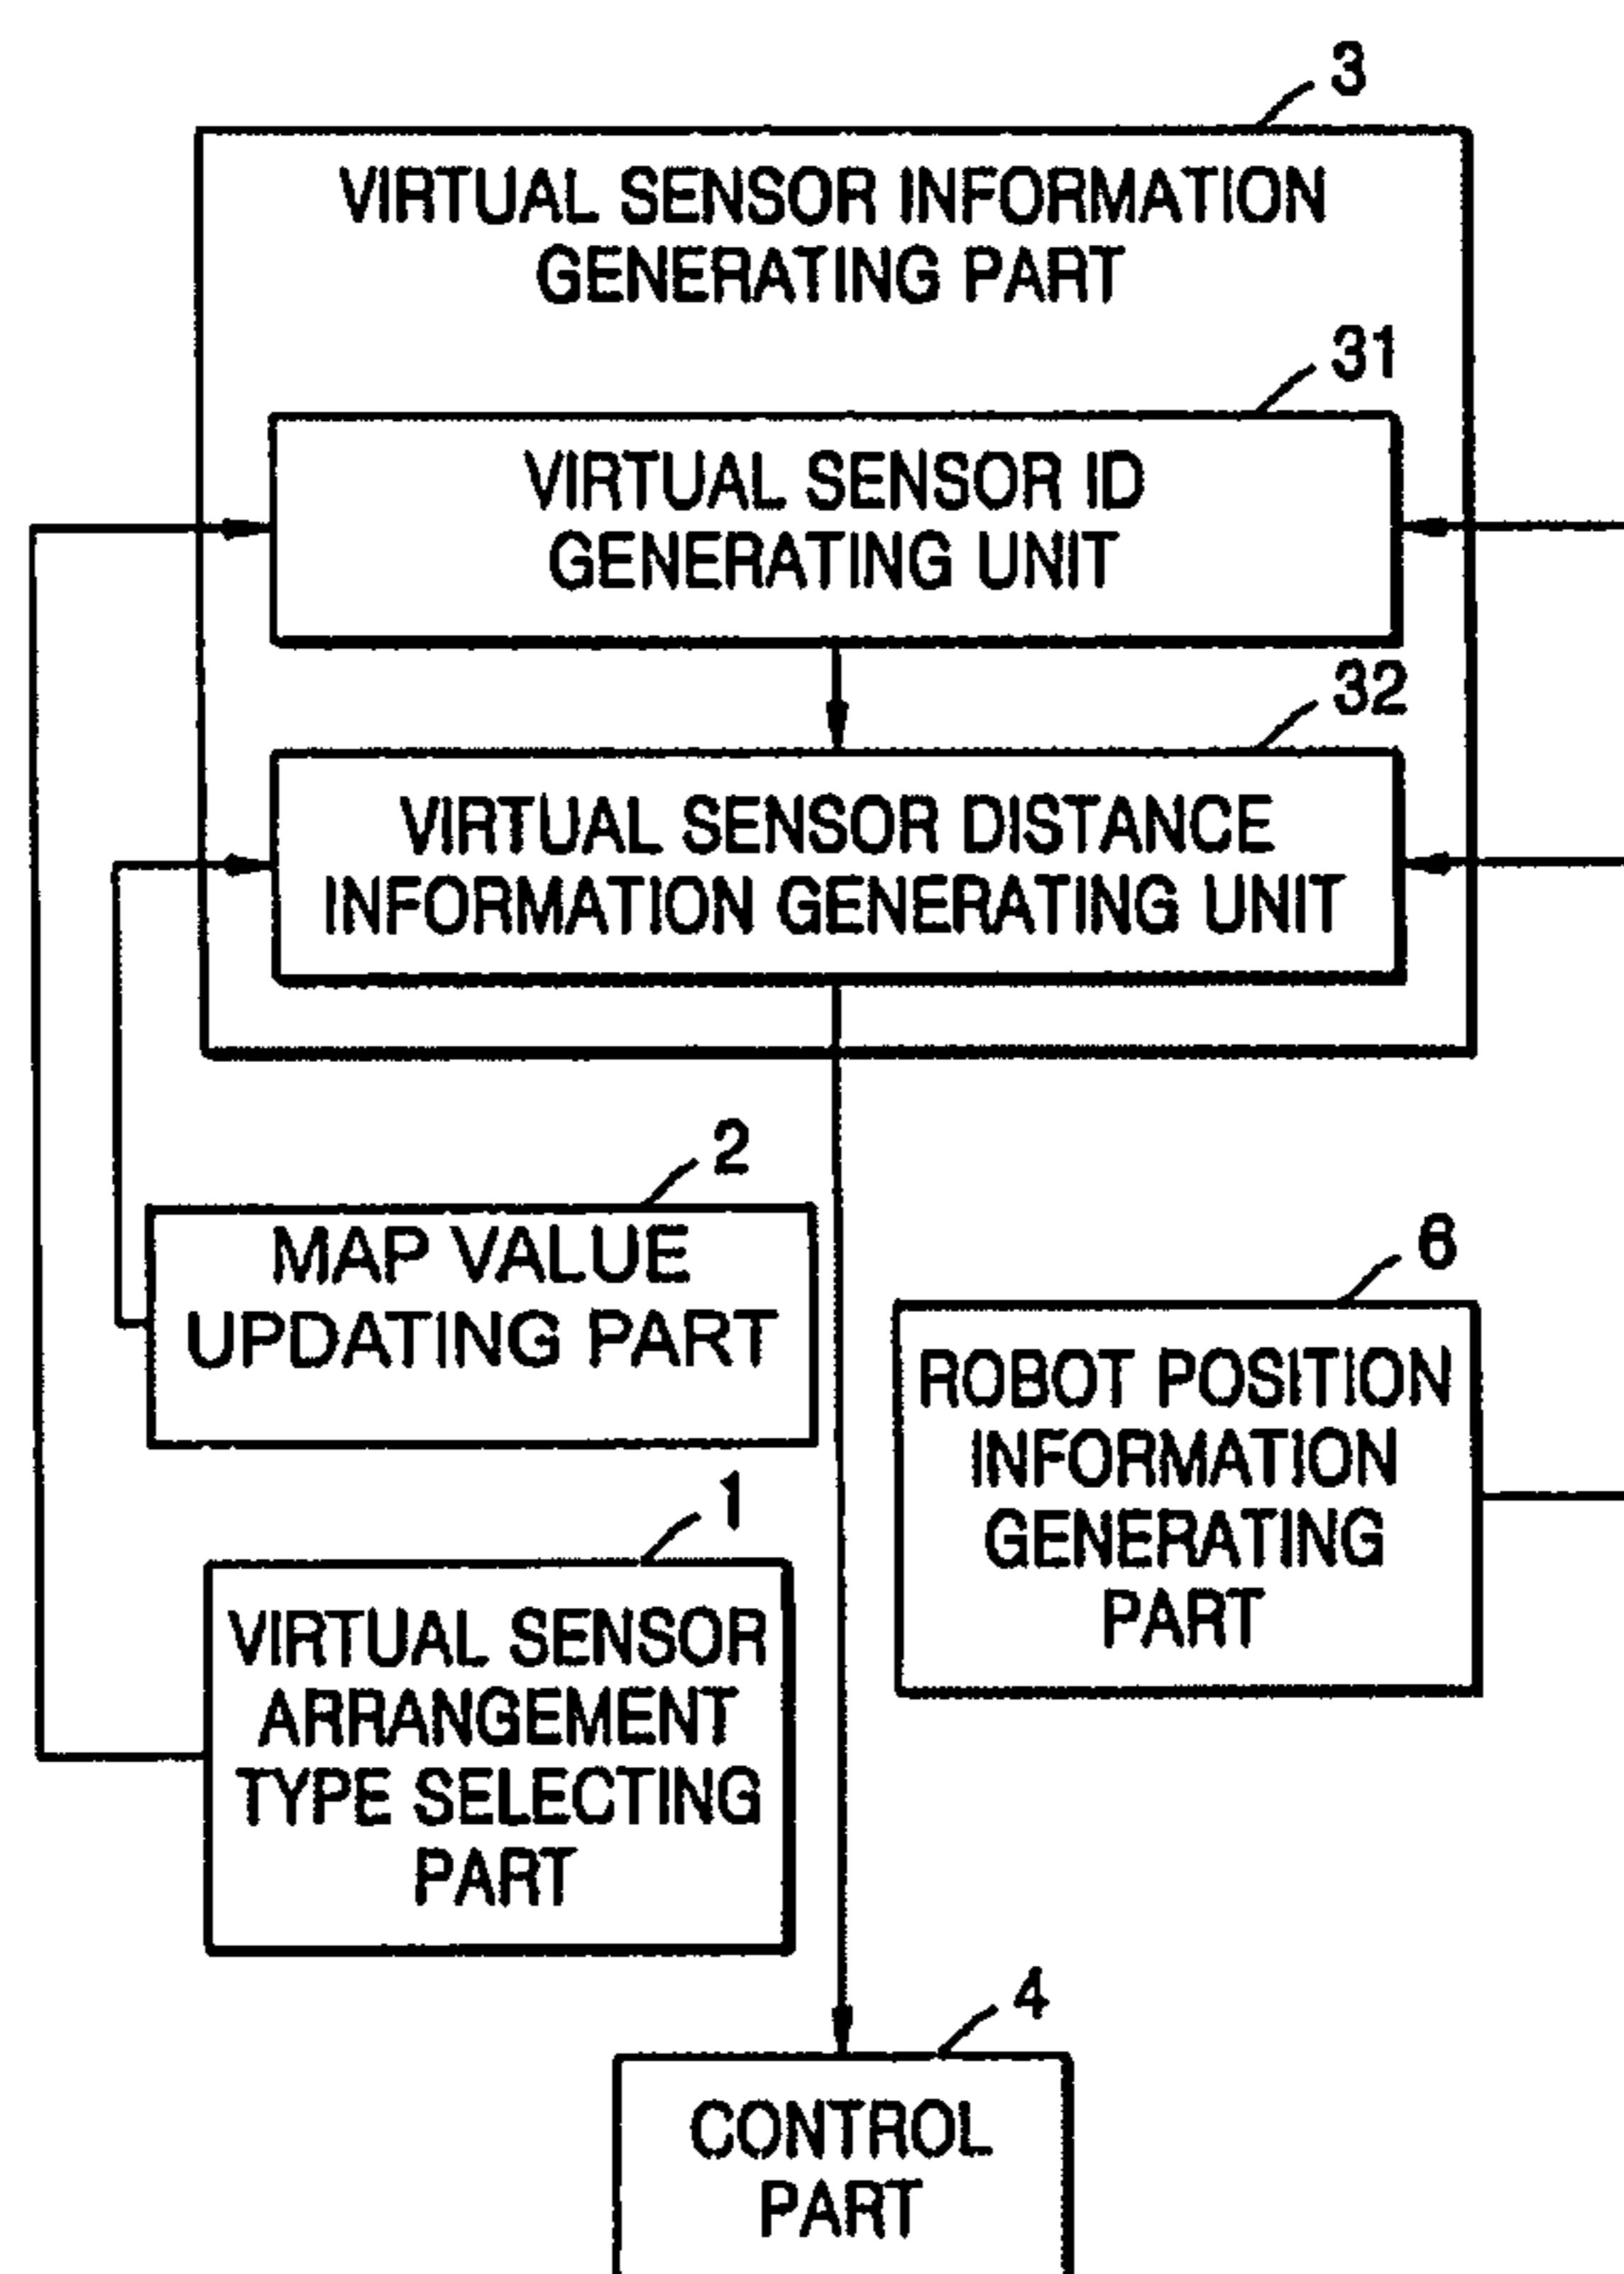 3
VIRTUAL SENSOR INFORMATION
GENERATING PART
31
VIRTUAL SENSOR ID
GENERATING UNIT
32
VIRTUAL SENSOR DISTANCE
INFORMATION GENERATING UNIT
2
MAP VALUE
UPDATING PART
6
ROBOT POSITION
INFORMATION
GENERATING
PART
1
VIRTUAL SENSOR
ARRANGEMENT
TYPE SELECTING
PART
4
CONTROL
PART